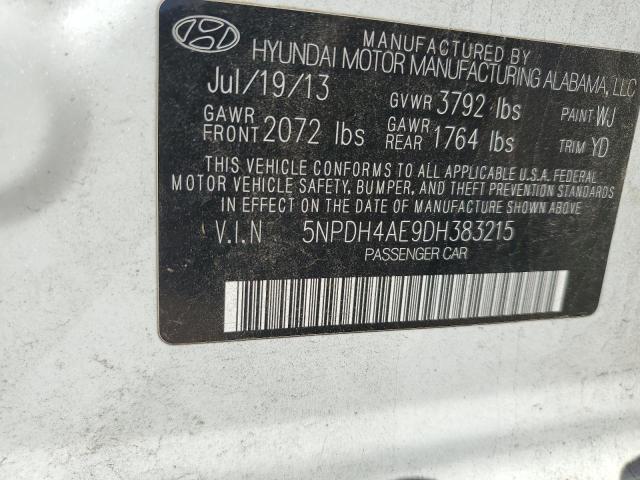 MANUFACTURED BY
HYUNDAI MOTOR MANUFACTURING ALABAMA, LLC
Jul/19/13 GVWR 3792 lbs PAINT WJ
GAWR FRONT 2072 lbs GAWR REAR 1764 lbs TRIM YD
THIS VEHICLE CONFORMS TO ALL APPLICABLE U.S.A. FEDERAL
MOTOR VEHICLE SAFETY, BUMPER, AND THEFT PREVENTION STANDARDS
IN EFFECT ON THE DATE OF MANUFACTURE SHOWN ABOVE.
V.I.N 5NPDH4AE9DH383215
PASSENGER CAR